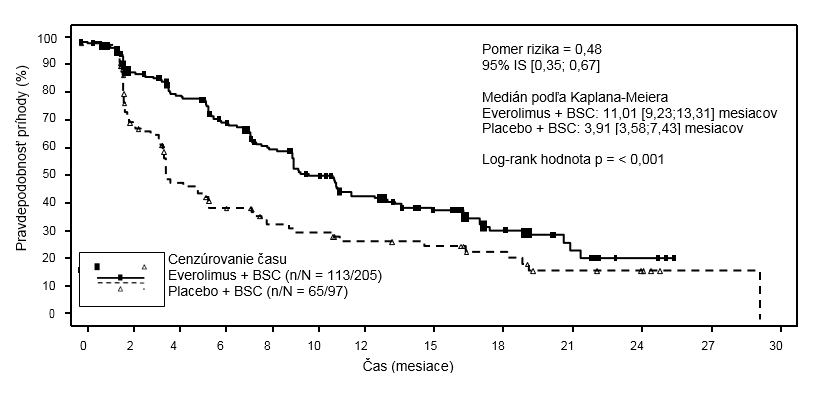 Pomer rizika = 0,48
95% IS [0,35; 0,67]
Medián podľa Kaplana-Meiera
Everolimus + BSC: 11,01 [9,23;13,31] mesiacov
Placebo + BSC: 3,91 [3,58;7,43] mesiacov
Log-rank hodnota p = < 0,001
Pravdepodobnosť príhody (%)
100
90
80
70
60
50
40
30
20
10
0
Cenzúrovanie času
Everolimus + BSC (n/N = 113/205)
Placebo + BSC (n/N = 65/97)
0 2 4 6 8 10 12 15 18 21 24 27 30
Čas (mesiace)